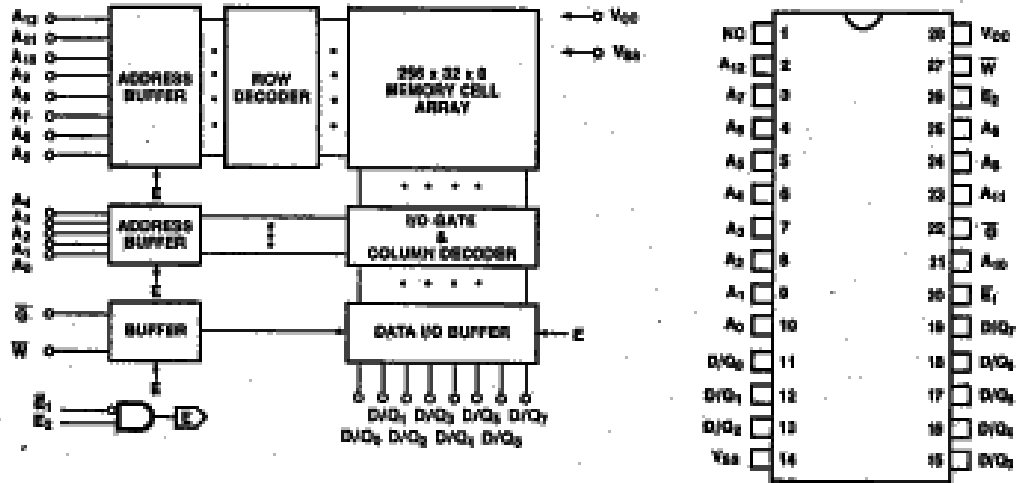 A12
A11
A10
A9
A8
A7
A6
A5
ADDRESS
BUFFER
ROW
DECODER
256 x 32 x 8
MEMORY CELL
ARRAY
VCC
VSS
E
A4
A3
A2
A1
A0
ADDRESS
BUFFER
I/O GATE
&
COLUMN DECODER
E
G̅
W̅
BUFFER
DATA I/O BUFFER
E
E
E̅1
E2
E
D/Q1 D/Q3 D/Q5 D/Q7
D/Q0 D/Q2 D/Q4 D/Q6
NC 1 28 VCC
A12 2 27 W̅
A7 3 26 E2
A6 4 25 A8
A5 5 24 A9
A4 6 23 A11
A3 7 22 G̅
A2 8 21 A10
A1 9 20 E̅1
A0 10 19 D/Q7
D/Q0 11 18 D/Q6
D/Q1 12 17 D/Q5
D/Q2 13 16 D/Q4
VSS 14 15 D/Q3